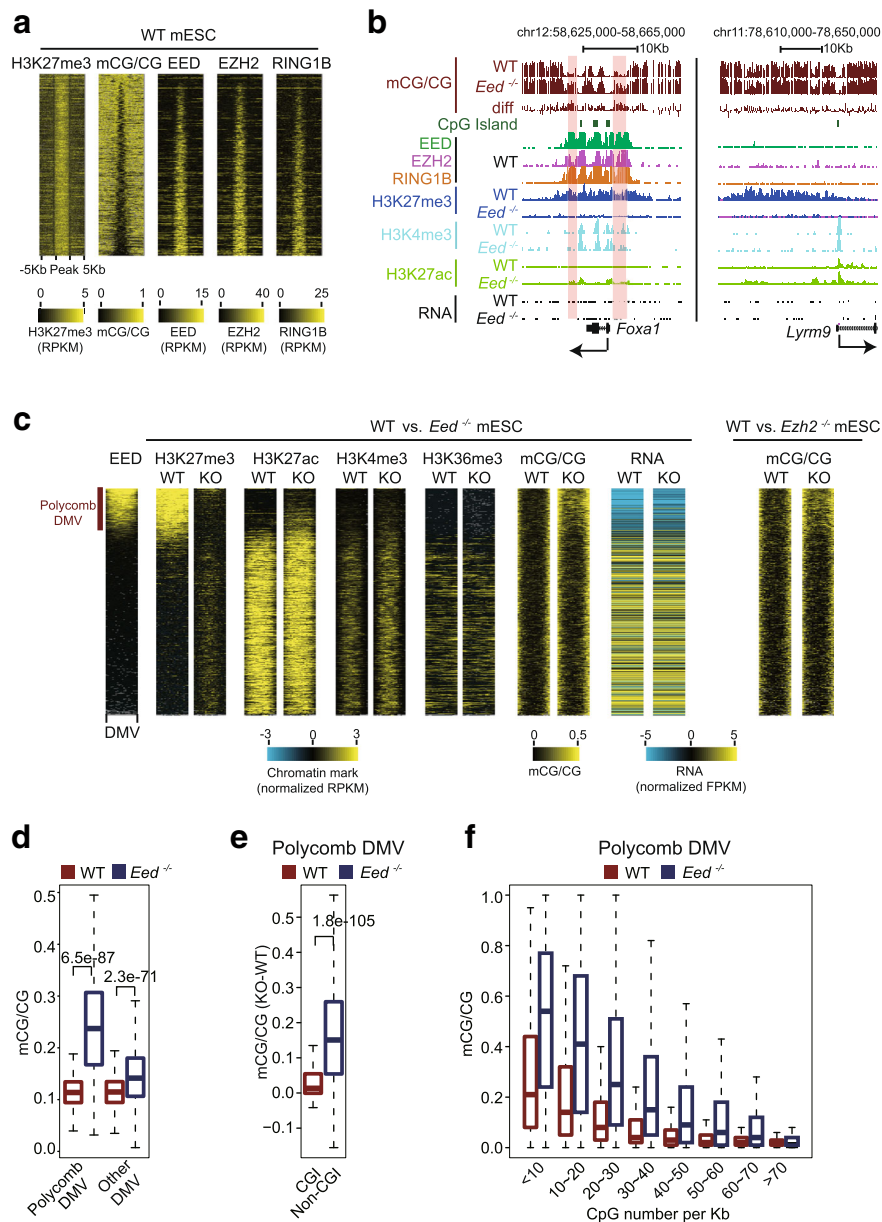 a
WT mESC
H3K27me3 mCG/CG EED EZH2 RING1B
-5Kb Peak 5Kb
0 5 0 1 0 15 0 40 0 25
H3K27me3 mCG/CG EED EZH2 RING1B
(RPKM) (RPKM) (RPKM) (RPKM)
b
chr12:58,625,000-58,665,000 chr11:78,610,000-78,650,000
10Kb 10Kb
mCG/CG
WT
Eed -/-
diff
CpG Island
EED
EZH2 WT
RING1B
H3K27me3 WT
Eed -/-
H3K4me3 WT
Eed -/-
H3K27ac WT
Eed -/-
RNA WT
Eed -/-
Foxa1 Lyrm9
c
WT vs. Eed -/- mESC WT vs. Ezh2 -/- mESC
EED H3K27me3 H3K27ac H3K4me3 H3K36me3 mCG/CG RNA mCG/CG
WT KO WT KO WT KO WT KO WT KO WT KO WT KO
Polycomb
DMV
DMV
-3 0 3 0 0.5 -5 0 5
Chromatin mark mCG/CG RNA
(normalized RPKM) (normalized FPKM)
d
WT Eed -/-
mCG/CG
0.5
0.4
0.3
0.2
0.1
0.0
6.5e-87
2.3e-71
Polycomb
DMV
Other
DMV
e
Polycomb DMV
WT Eed -/-
mCG/CG (KO-WT)
0.5
0.4
0.3
0.2
0.1
0.0
−0.1
1.8e-105
CGI
Non-CGI
f
Polycomb DMV
WT Eed -/-
mCG/CG
1.0
0.8
0.6
0.4
0.2
0.0
<10 10~20 20~30 30~40 40~50 50~60 60~70 >70
CpG number per Kb